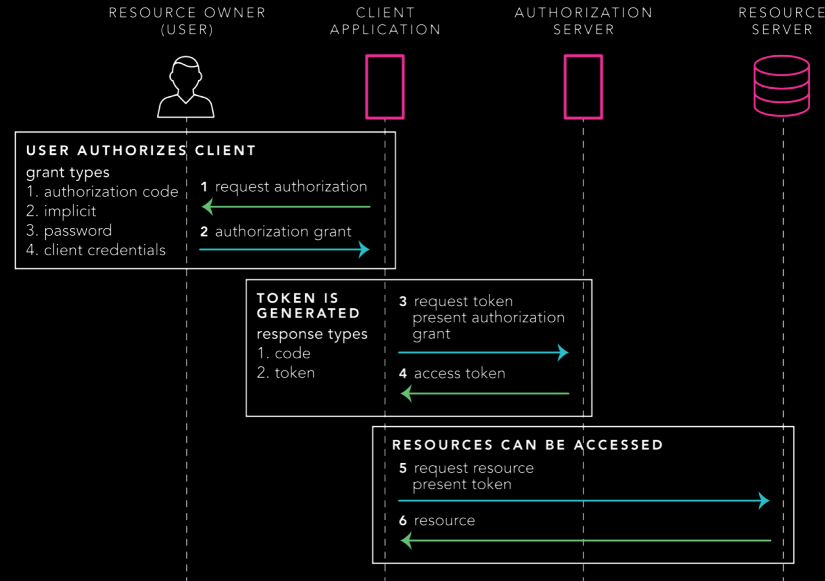 RESOURCE OWNER
(USER)
CLIENT
APPLICATION
AUTHORIZATION
SERVER
RESOURCE
SERVER
USER AUTHORIZES CLIENT
grant types
1. authorization code
2. implicit
3. password
4. client credentials
1 request authorization
2 authorization grant
TOKEN IS
GENERATED
response types
1. code
2. token
3 request token
present authorization
grant
4 access token
RESOURCES CAN BE ACCESSED
5 request resource
present token
6 resource